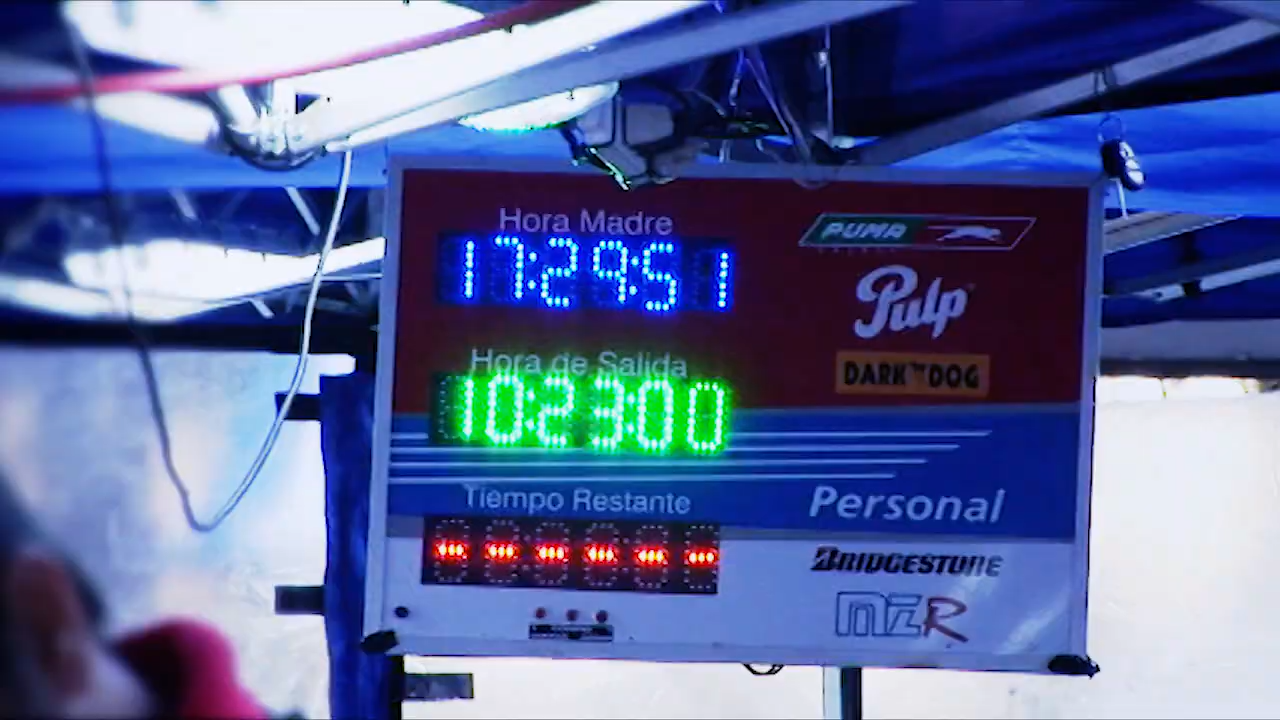 Hora Madre
17:29:51
PUMA
Pulp
Hora de Salida
10:23:00
DARK DOG
Tiempo Restante
------
Personal
BRIDGESTONE
MZR